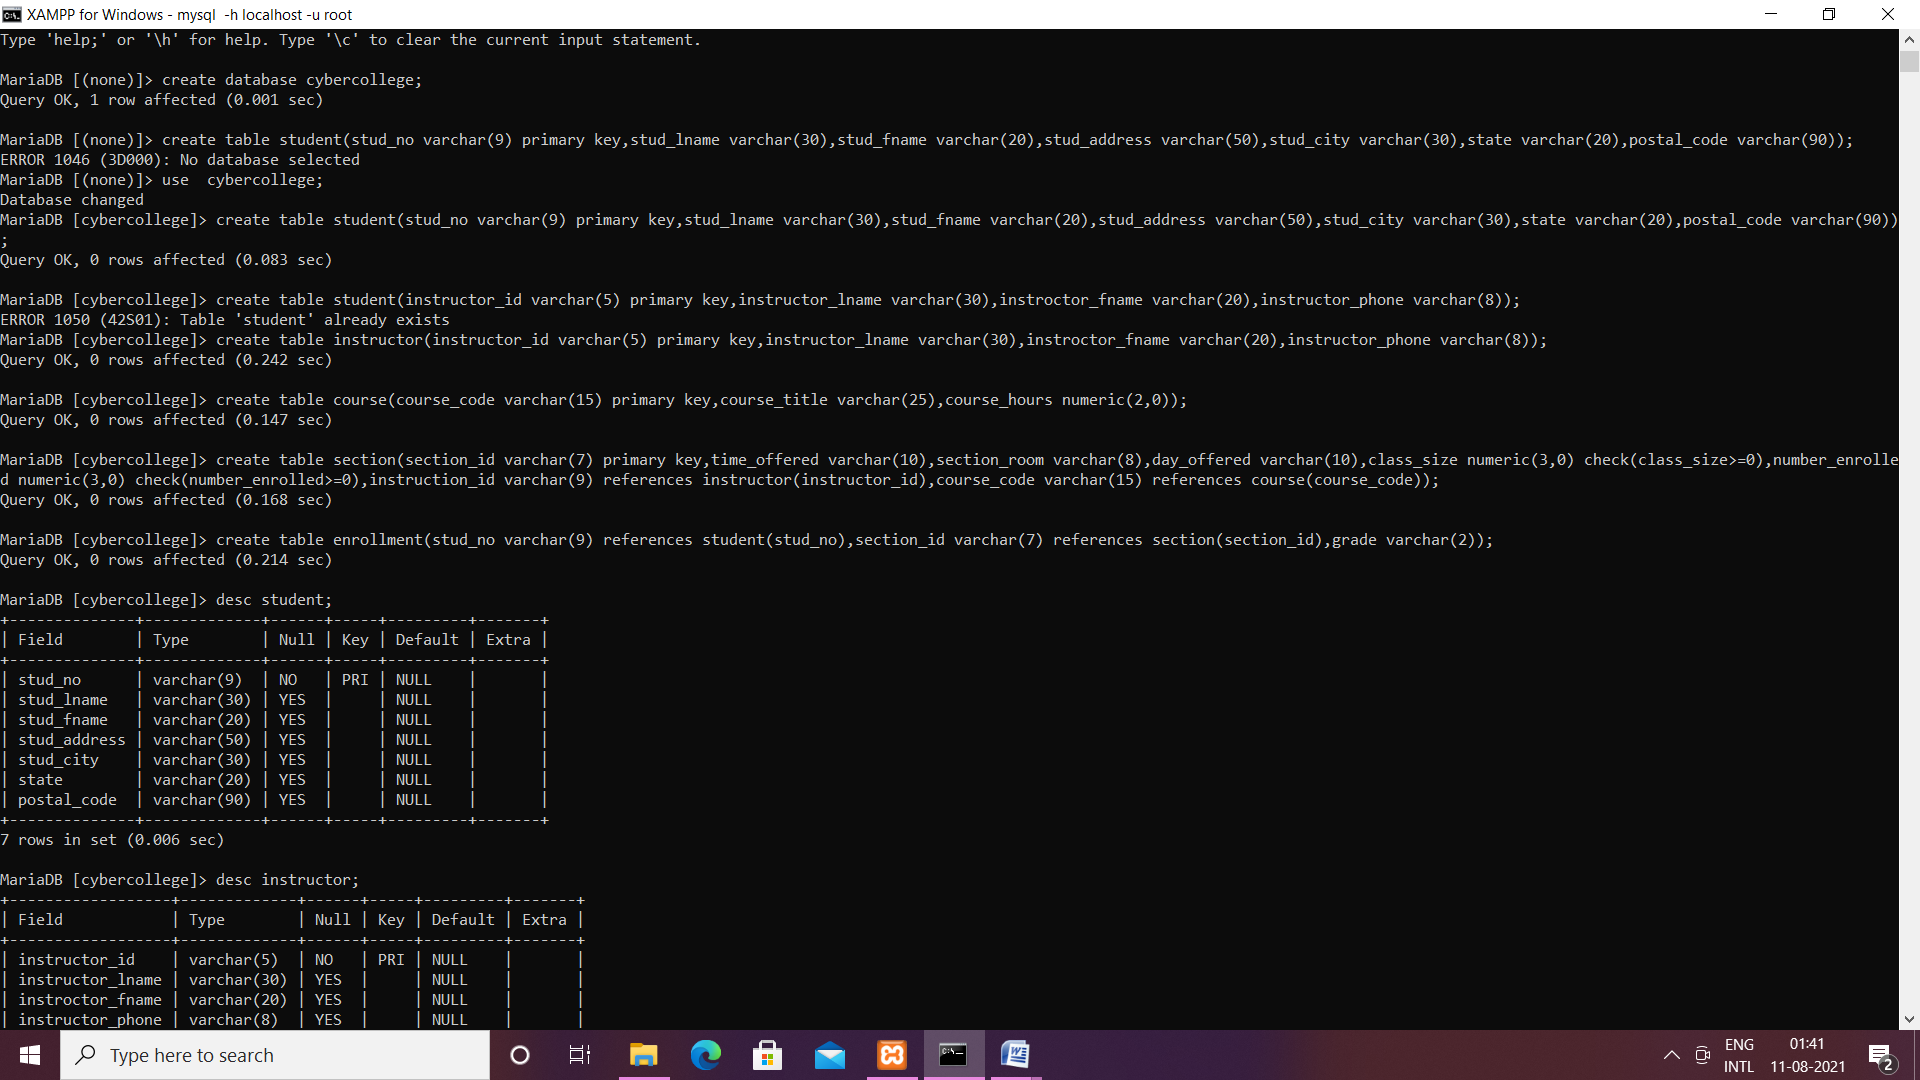 XAMPP for Windows - mysql  -h localhost -u root
Type 'help;' or '\h' for help. Type '\c' to clear the current input statement.
MariaDB [(none)]> create database cybercollege;
Query OK, 1 row affected (0.001 sec)
MariaDB [(none)]> create table student(stud_no varchar(9) primary key,stud_lname varchar(30),stud_fname varchar(20),stud_address varchar(50),stud_city varchar(30),state varchar(20),postal_code varchar(90));
ERROR 1046 (3D000): No database selected
MariaDB [(none)]> use  cybercollege;
Database changed
MariaDB [cybercollege]> create table student(stud_no varchar(9) primary key,stud_lname varchar(30),stud_fname varchar(20),stud_address varchar(50),stud_city varchar(30),state varchar(20),postal_code varchar(90))
;
Query OK, 0 rows affected (0.083 sec)
MariaDB [cybercollege]> create table student(instructor_id varchar(5) primary key,instructor_lname varchar(30),instroctor_fname varchar(20),instructor_phone varchar(8));
ERROR 1050 (42S01): Table 'student' already exists
MariaDB [cybercollege]> create table instructor(instructor_id varchar(5) primary key,instructor_lname varchar(30),instroctor_fname varchar(20),instructor_phone varchar(8));
Query OK, 0 rows affected (0.242 sec)
MariaDB [cybercollege]> create table course(course_code varchar(15) primary key,course_title varchar(25),course_hours numeric(2,0));
Query OK, 0 rows affected (0.147 sec)
MariaDB [cybercollege]> create table section(section_id varchar(7) primary key,time_offered varchar(10),section_room varchar(8),day_offered varchar(10),class_size numeric(3,0) check(class_size>=0),number_enrolle
d numeric(3,0) check(number_enrolled>=0),instruction_id varchar(9) references instructor(instructor_id),course_code varchar(15) references course(course_code));
Query OK, 0 rows affected (0.168 sec)
MariaDB [cybercollege]> create table enrollment(stud_no varchar(9) references student(stud_no),section_id varchar(7) references section(section_id),grade varchar(2));
Query OK, 0 rows affected (0.214 sec)
MariaDB [cybercollege]> desc student;
+--------------+-------------+------+-----+---------+-------+
| Field        | Type        | Null | Key | Default | Extra |
+--------------+-------------+------+-----+---------+-------+
| stud_no      | varchar(9)  | NO   | PRI | NULL    |       |
| stud_lname   | varchar(30) | YES  |     | NULL    |       |
| stud_fname   | varchar(20) | YES  |     | NULL    |       |
| stud_address | varchar(50) | YES  |     | NULL    |       |
| stud_city    | varchar(30) | YES  |     | NULL    |       |
| state        | varchar(20) | YES  |     | NULL    |       |
| postal_code  | varchar(90) | YES  |     | NULL    |       |
+--------------+-------------+------+-----+---------+-------+
7 rows in set (0.006 sec)
MariaDB [cybercollege]> desc instructor;
+------------------+-------------+------+-----+---------+-------+
| Field            | Type        | Null | Key | Default | Extra |
+------------------+-------------+------+-----+---------+-------+
| instructor_id    | varchar(5)  | NO   | PRI | NULL    |       |
| instructor_lname | varchar(30) | YES  |     | NULL    |       |
| instroctor_fname | varchar(20) | YES  |     | NULL    |       |
| instructor_phone | varchar(8)  | YES  |     | NULL    |       |
Type here to search
ENG
INTL
01:41
11-08-2021
2